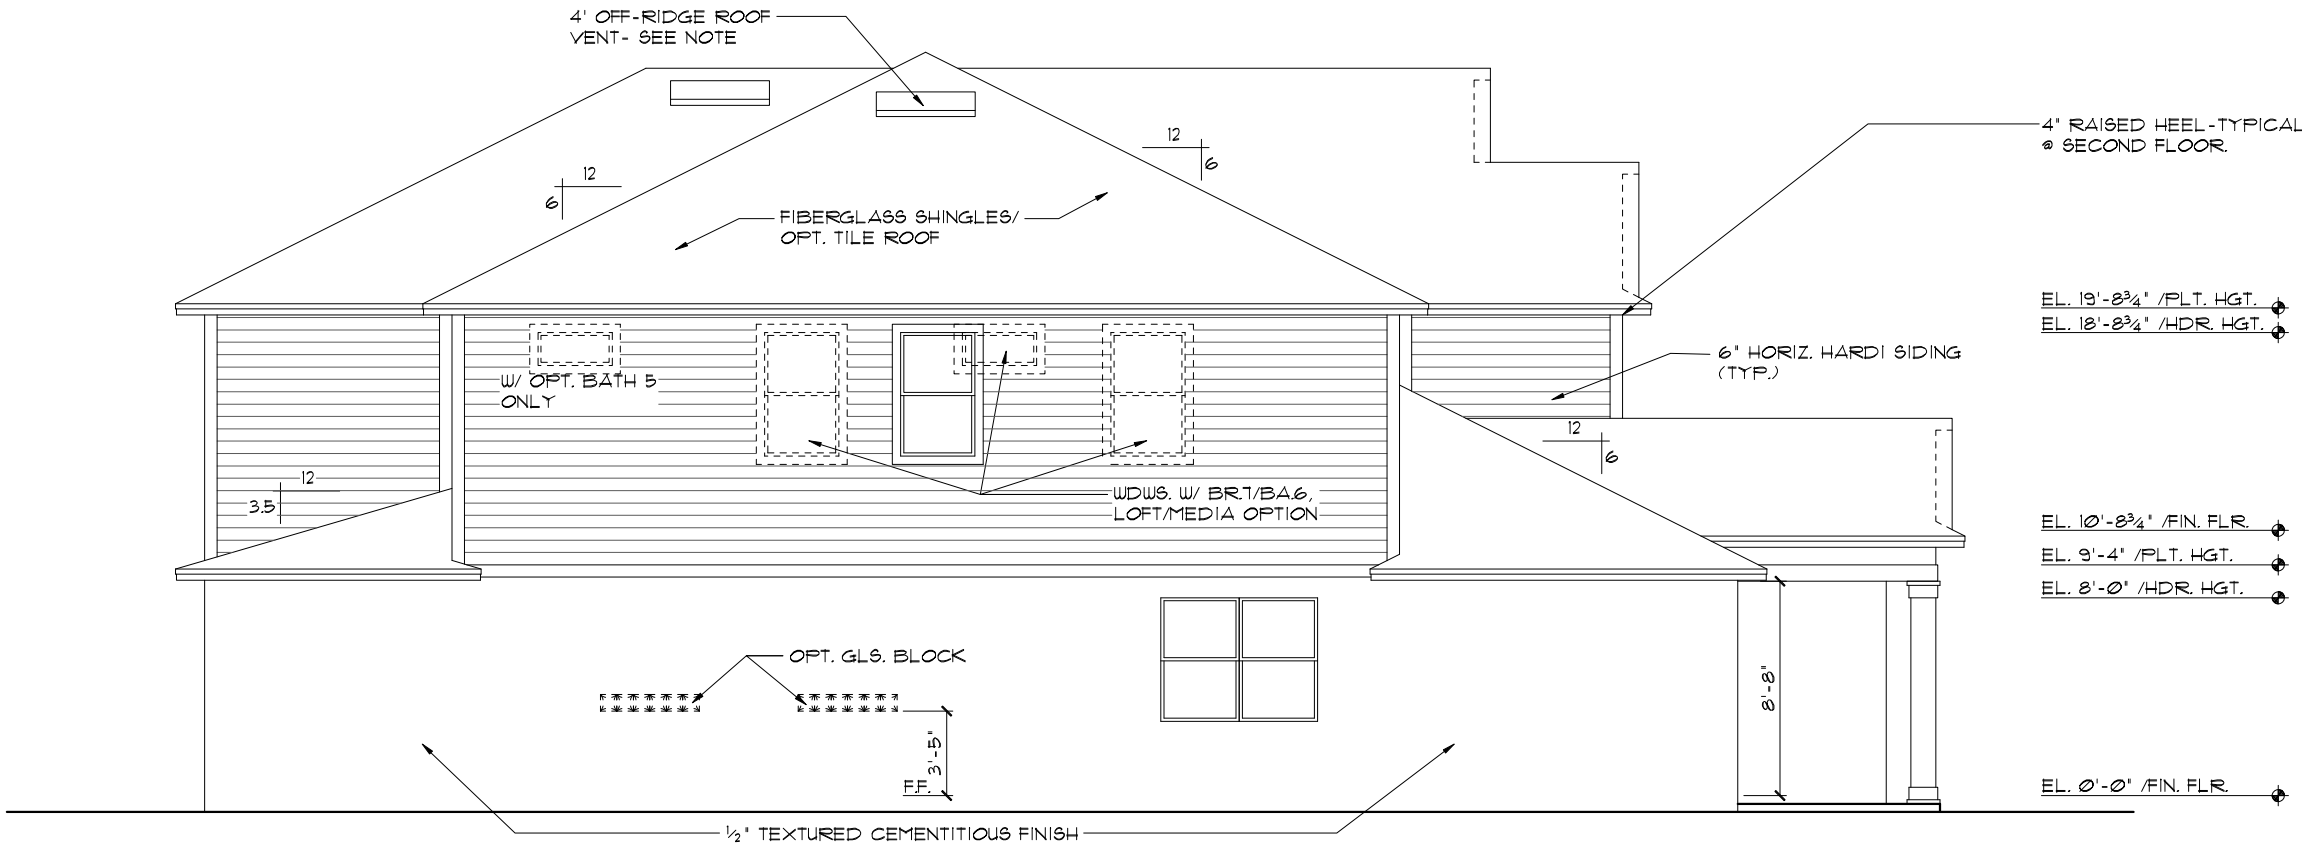 4' OFF-RIDGE ROOF
VENT- SEE NOTE
12
6
12
6
4" RAISED HEEL-TYPICAL
@ SECOND FLOOR.
FIBERGLASS SHINGLES/
OPT. TILE ROOF
EL. 19'-8¾" /PLT. HGT.
EL. 18'-8¾" /HDR. HGT.
6" HORIZ. HARDI SIDING
(TYP.)
W/ OPT. BATH 5
ONLY
12
6
12
3.5
WDWS. W/ BR.7/BA.6,
LOFT/MEDIA OPTION
EL. 10'-8¾" /FIN. FLR.
EL. 9'-4" /PLT. HGT.
EL. 8'-0" /HDR. HGT.
OPT. GLS. BLOCK
8'-8"
3'-5"
F.F.
EL. 0'-0" /FIN. FLR.
½" TEXTURED CEMENTITIOUS FINISH